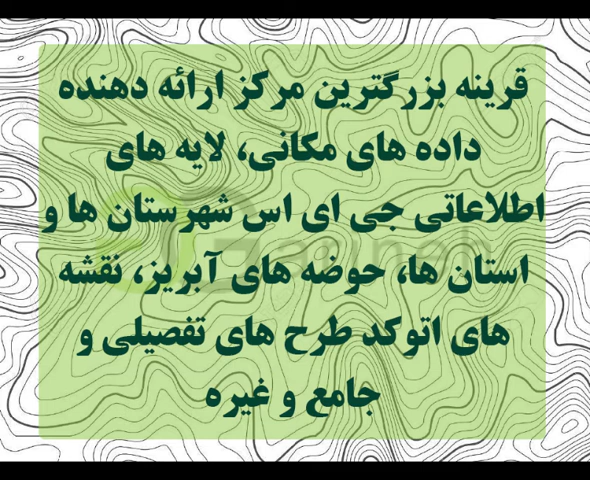 قرینه بزرگترین مرکز ارائه دهنده
داده های مکانی، لایه های
اطلاعاتی جی ای اس شهرستان ها و
استان ها، حوضه های آبریز، نقشه
های اتوکد طرح های تفصیلی و
جامع و غیره